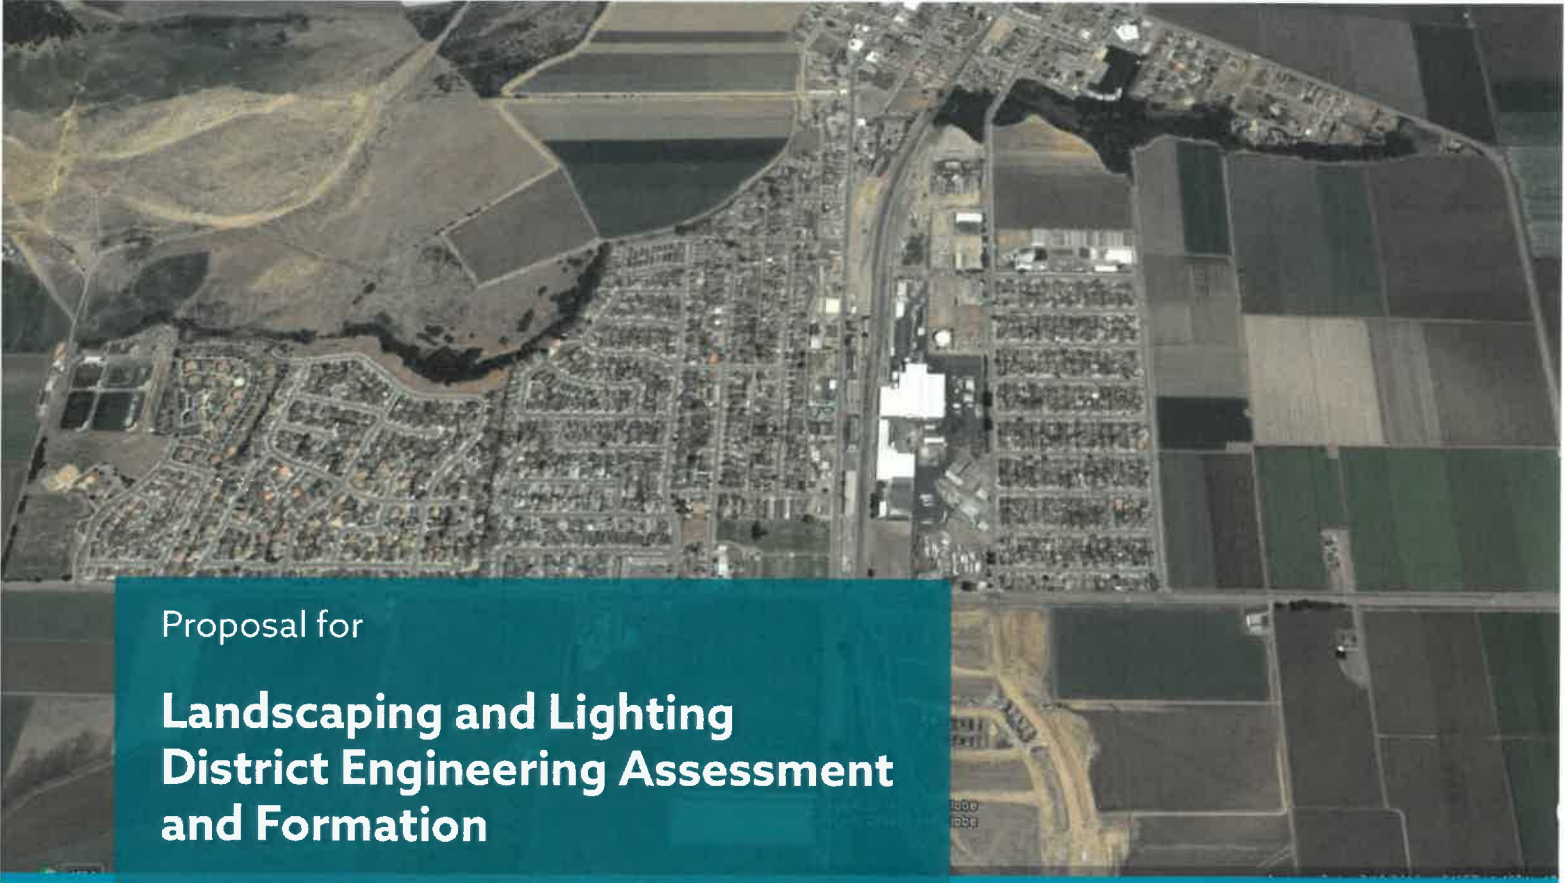 Proposal for
Landscaping and Lighting
District Engineering Assessment
and Formation